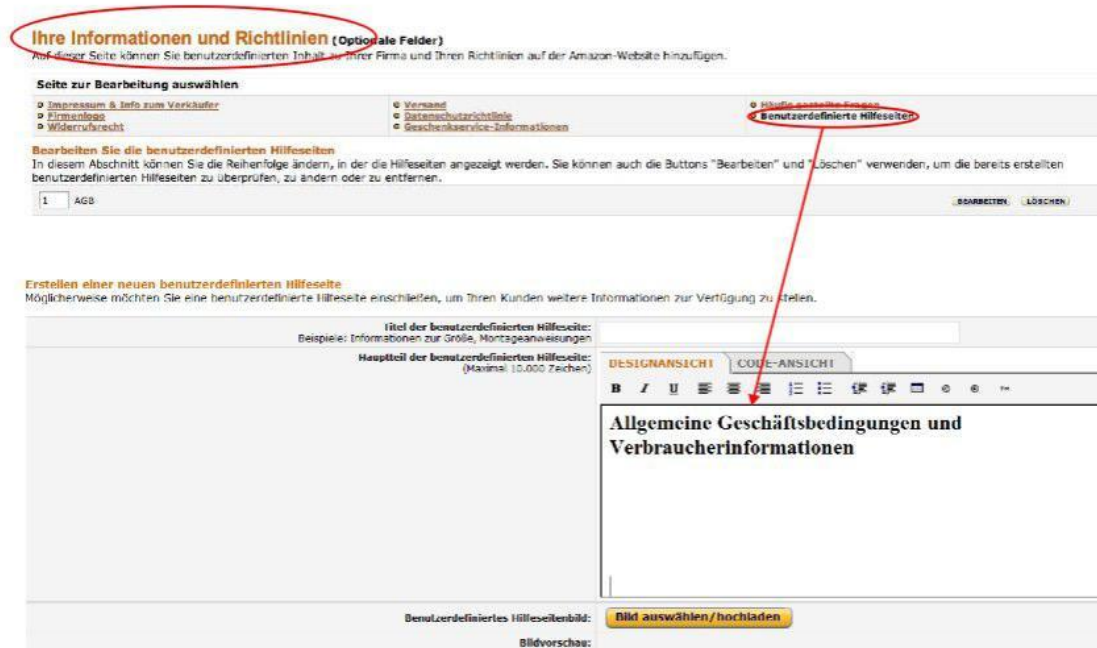 Ihre Informationen und Richtlinien (Optionale Felder)
Auf dieser Seite können Sie benutzerdefinierten Inhalt zu Ihrer Firma und Ihren Richtlinien auf der Amazon-Website hinzufügen.
Seite zur Bearbeitung auswählen
Impressum & Info zum Verkäufer
Firmenlogo
Widerrufsrecht
Versand
Datenschutzrichtlinie
Geschenkservice-Informationen
Häufig gestellte Fragen
Benutzerdefinierte Hilfeseiten
Bearbeiten Sie die benutzerdefinierten Hilfeseiten
In diesem Abschnitt können Sie die Reihenfolge ändern, in der die Hilfeseiten angezeigt werden. Sie können auch die Buttons "Bearbeiten" und "Löschen" verwenden, um die bereits erstellten
benutzerdefinierten Hilfeseiten zu überprüfen, zu ändern oder zu entfernen.
1 AGB BEARBEITEN LÖSCHEN
Erstellen einer neuen benutzerdefinierten Hilfeseite
Möglicherweise möchten Sie eine benutzerdefinierte Hilfeseite einschließen, um Ihren Kunden weitere Informationen zur Verfügung zu stellen.
Titel der benutzerdefinierten Hilfeseite:
Beispiele: Informationen zur Größe, Montageanweisungen
Hauptteil der benutzerdefinierten Hilfeseite:
(Maximal 10.000 Zeichen)
DESIGNANSICHT CODE-ANSICHT
B I U
Allgemeine Geschäftsbedingungen und
Verbraucherinformationen
Benutzerdefiniertes Hilfeseitenbild:
Bild auswählen/hochladen
Bildvorschau: